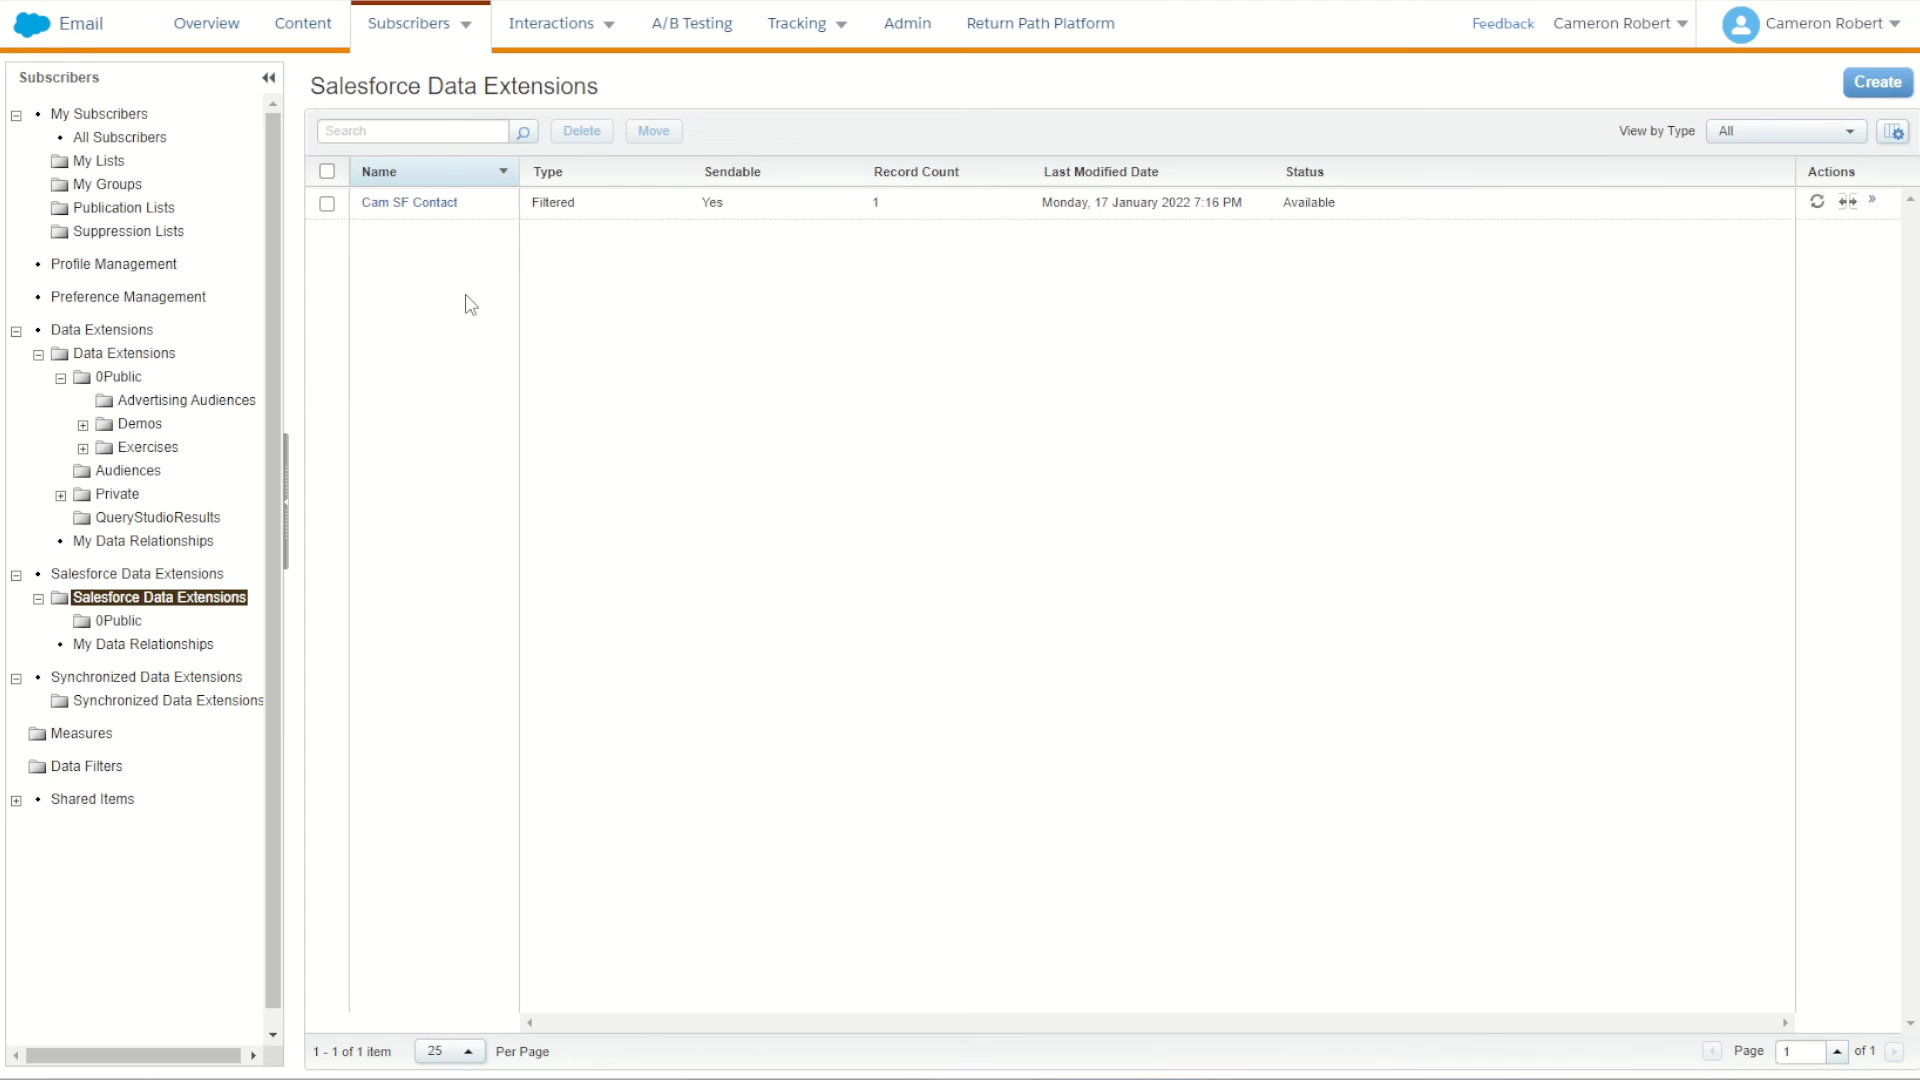 Email
Overview
Content
Subscribers
Interactions
A/B Testing
Tracking
Admin
Return Path Platform
Feedback
Cameron Robert
Cameron Robert
Subscribers
My Subscribers
All Subscribers
My Lists
My Groups
Publication Lists
Suppression Lists
Profile Management
Preference Management
Data Extensions
Data Extensions
0Public
Advertising Audiences
Demos
Exercises
Audiences
Private
QueryStudioResults
My Data Relationships
Salesforce Data Extensions
Salesforce Data Extensions
0Public
My Data Relationships
Synchronized Data Extensions
Synchronized Data Extensions
Measures
Data Filters
Shared Items
Salesforce Data Extensions
Create
Search
Delete
Move
View by Type
All
Name
Type
Sendable
Record Count
Last Modified Date
Status
Actions
Cam SF Contact
Filtered
Yes
1
Monday, 17 January 2022 7:16 PM
Available
1 - 1 of 1 item
25
Per Page
Page
1
of 1